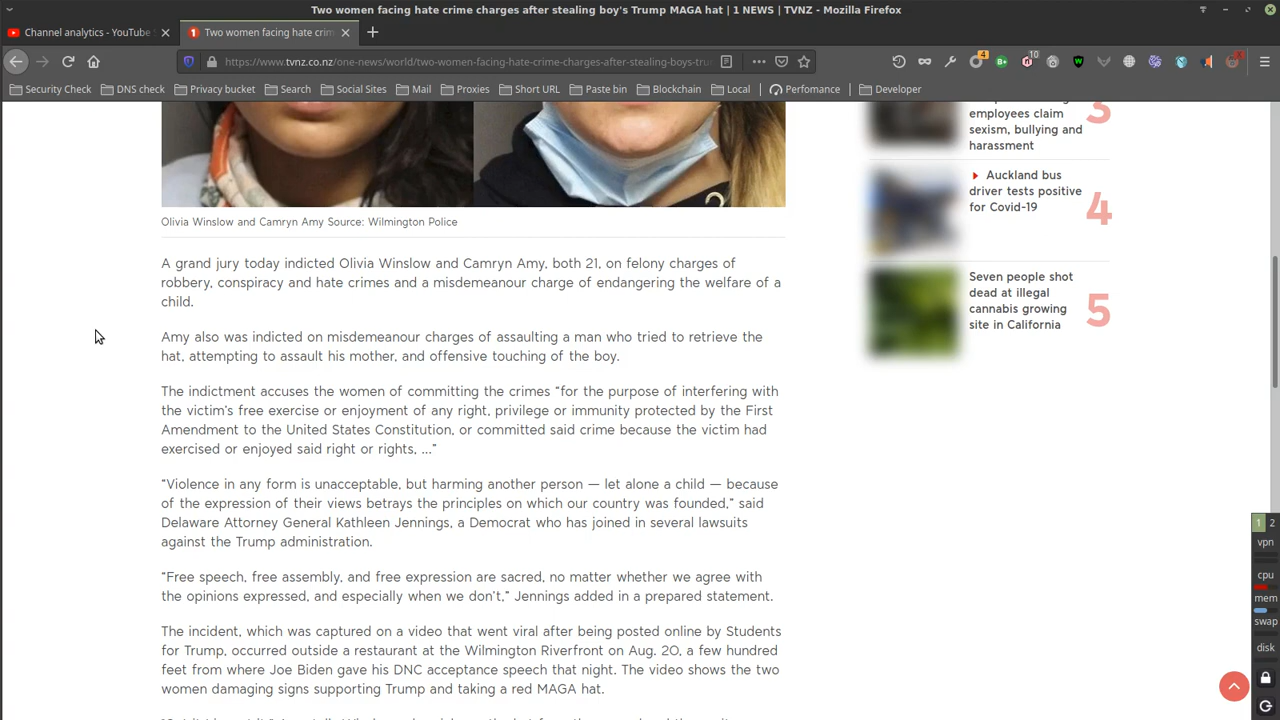 Two women facing hate crime charges after stealing boy's Trump MAGA hat | 1 NEWS | TVNZ - Mozilla Firefox
Channel analytics - YouTube
Two women facing hate crim
https://www.tvnz.co.nz/one-news/world/two-women-facing-hate-crime-charges-after-stealing-boys-tru
4
10
Security Check
DNS check
Privacy bucket
Search
Social Sites
Mail
Proxies
Short URL
Paste bin
Blockchain
Local
Perfomance
Developer
employees claim
sexism, bullying and
harassment
3
Auckland bus
driver tests positive
for Covid-19
4
Seven people shot
dead at illegal
cannabis growing
site in California
5
Olivia Winslow and Camryn Amy Source: Wilmington Police
A grand jury today indicted Olivia Winslow and Camryn Amy, both 21, on felony charges of
robbery, conspiracy and hate crimes and a misdemeanour charge of endangering the welfare of a
child.
Amy also was indicted on misdemeanour charges of assaulting a man who tried to retrieve the
hat, attempting to assault his mother, and offensive touching of the boy.
The indictment accuses the women of committing the crimes “for the purpose of interfering with
the victim’s free exercise or enjoyment of any right, privilege or immunity protected by the First
Amendment to the United States Constitution, or committed said crime because the victim had
exercised or enjoyed said right or rights, ...”
“Violence in any form is unacceptable, but harming another person — let alone a child — because
of the expression of their views betrays the principles on which our country was founded,” said
Delaware Attorney General Kathleen Jennings, a Democrat who has joined in several lawsuits
against the Trump administration.
“Free speech, free assembly, and free expression are sacred, no matter whether we agree with
the opinions expressed, and especially when we don’t,” Jennings added in a prepared statement.
The incident, which was captured on a video that went viral after being posted online by Students
for Trump, occurred outside a restaurant at the Wilmington Riverfront on Aug. 20, a few hundred
feet from where Joe Biden gave his DNC acceptance speech that night. The video shows the two
women damaging signs supporting Trump and taking a red MAGA hat.
1 2
vpn
cpu
mem
swap
disk